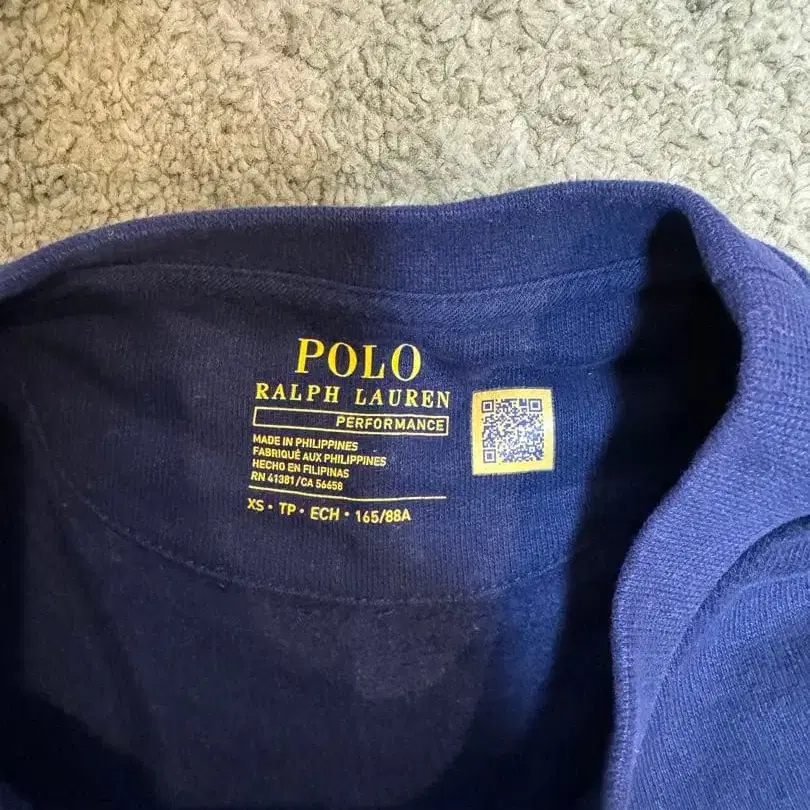 POLO
RALPH LAUREN
PERFORMANCE
MADE IN PHILIPPINES
FABRIQUÉ AUX PHILIPPINES
HECHO EN FILIPINAS
RN 41381/CA 56658
XS • TP • ECH • 165/88A